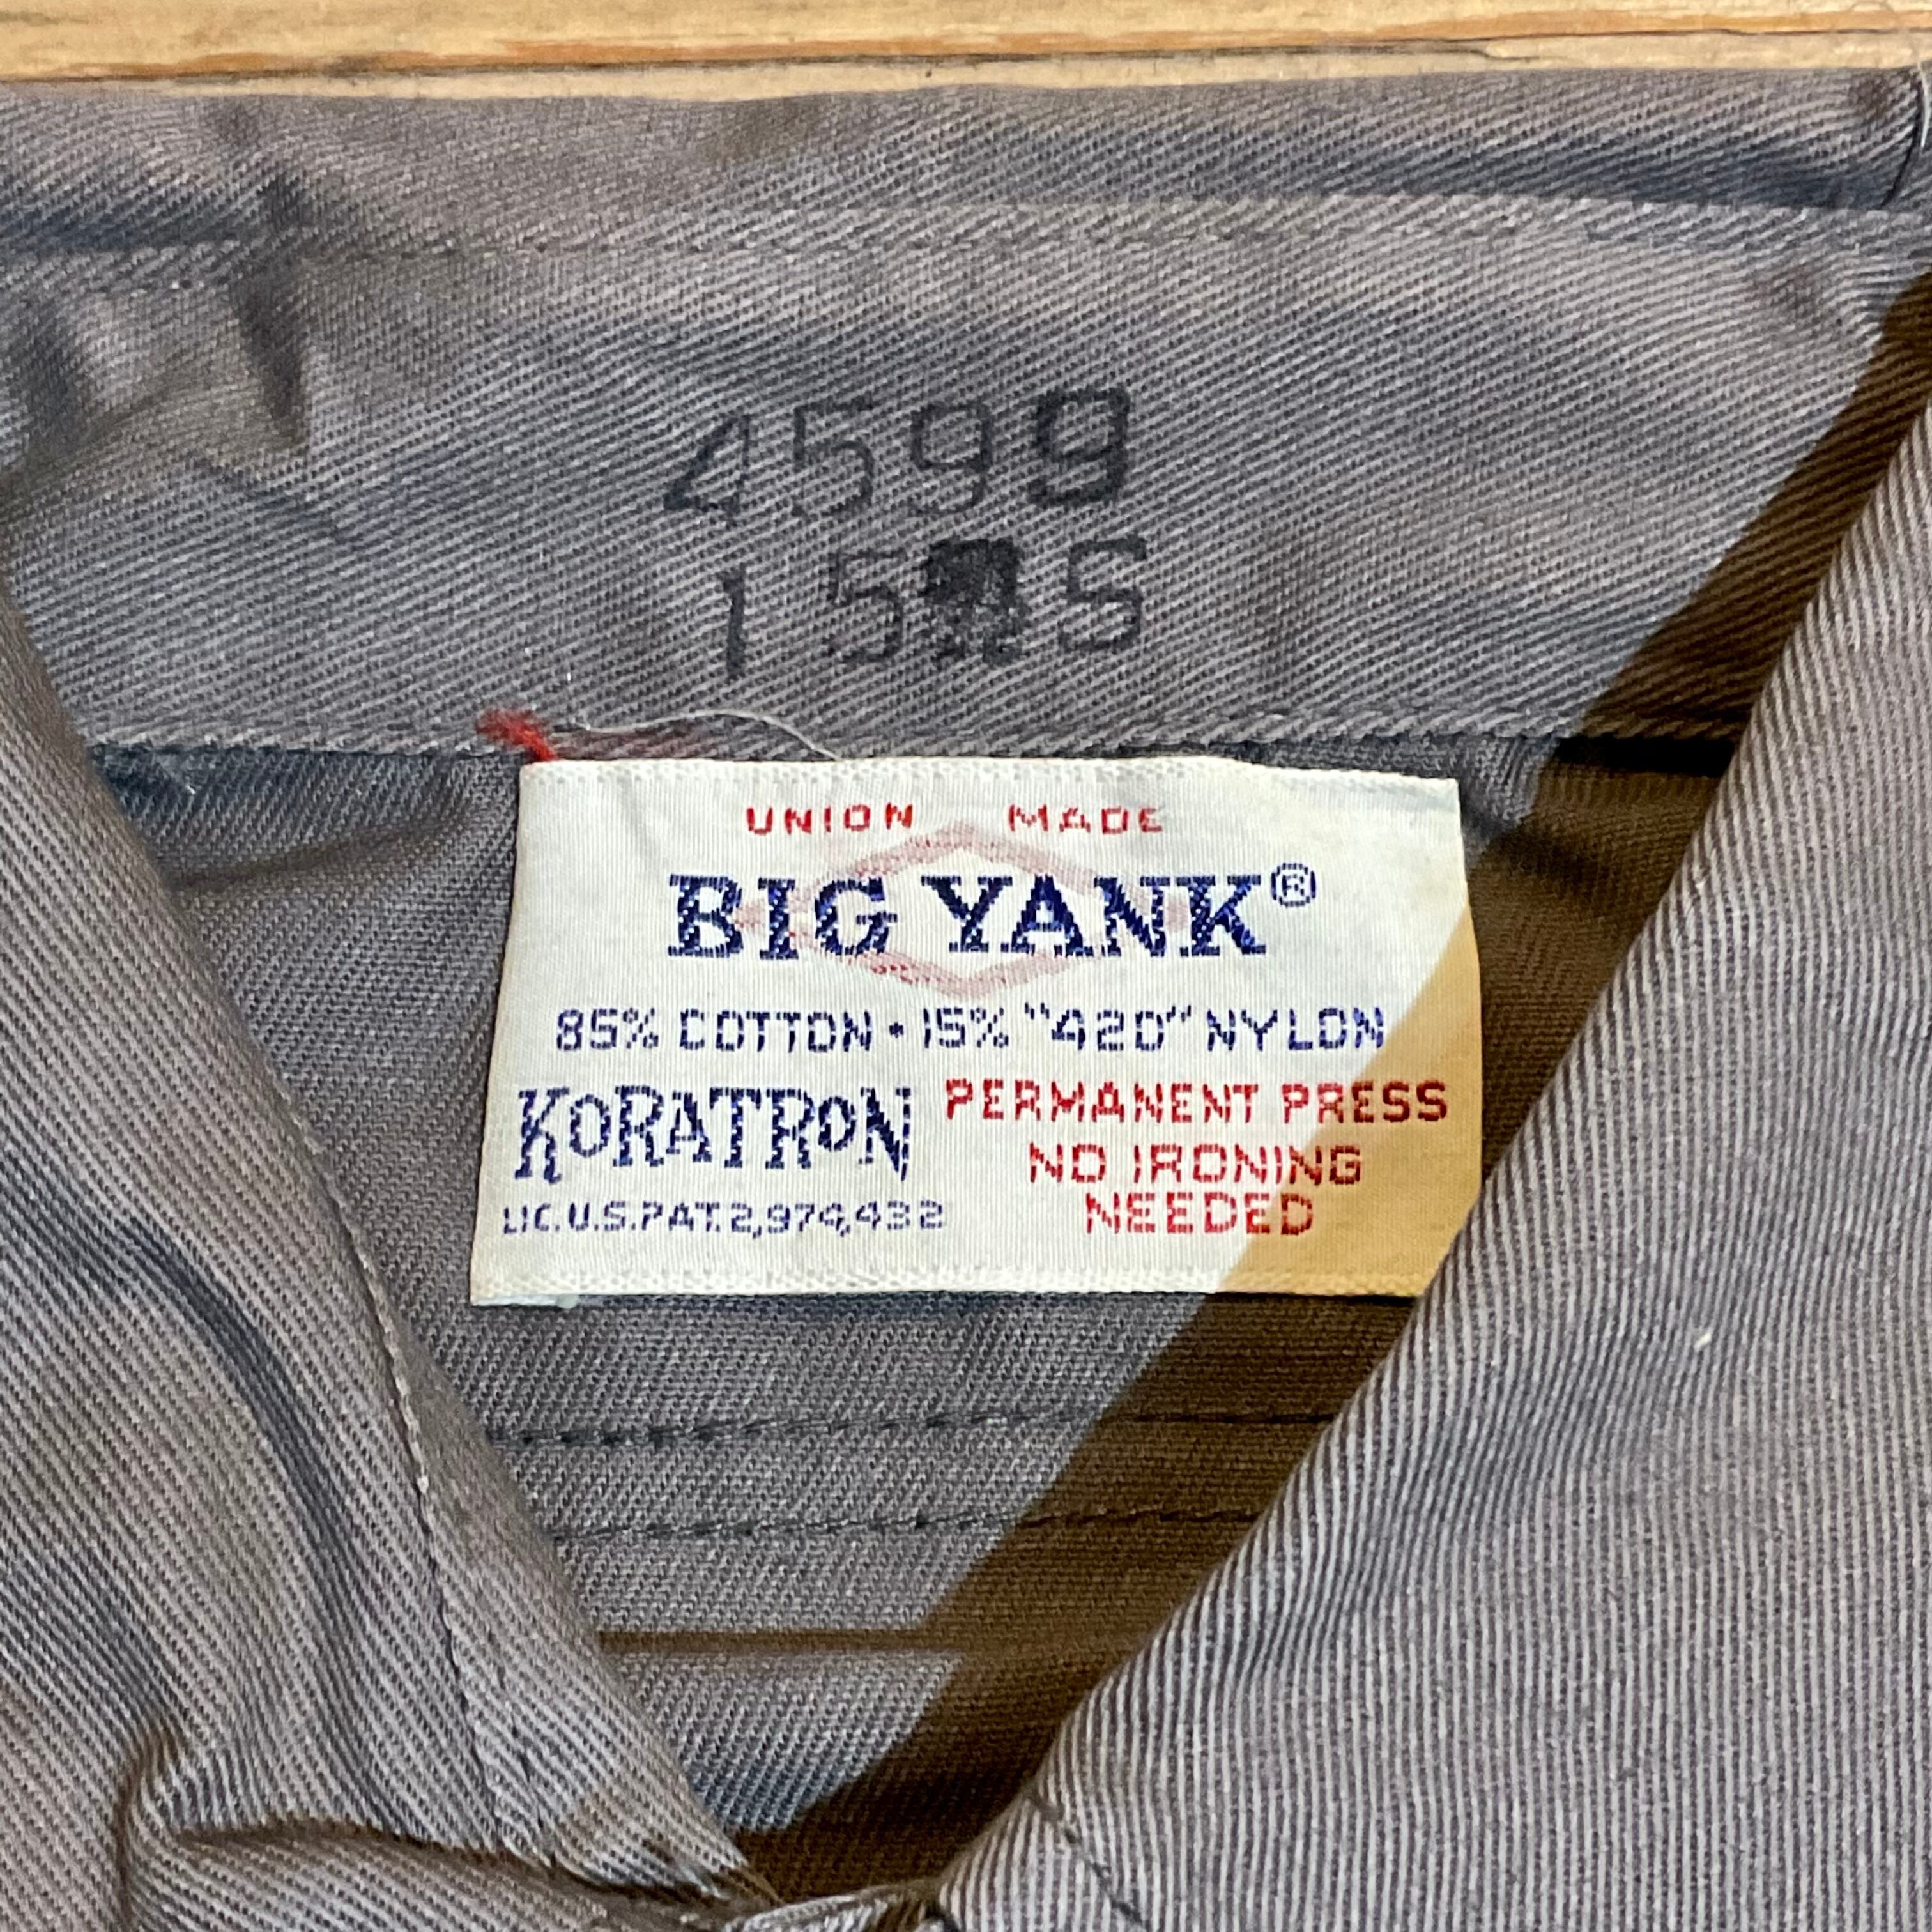 4599
15 S
UNION MADE
BIG YANK®
85% COTTON • 15% "420" NYLON
KORATRON PERMANENT PRESS
NO IRONING
NEEDED
LIC. U.S. PAT. 2,974,432